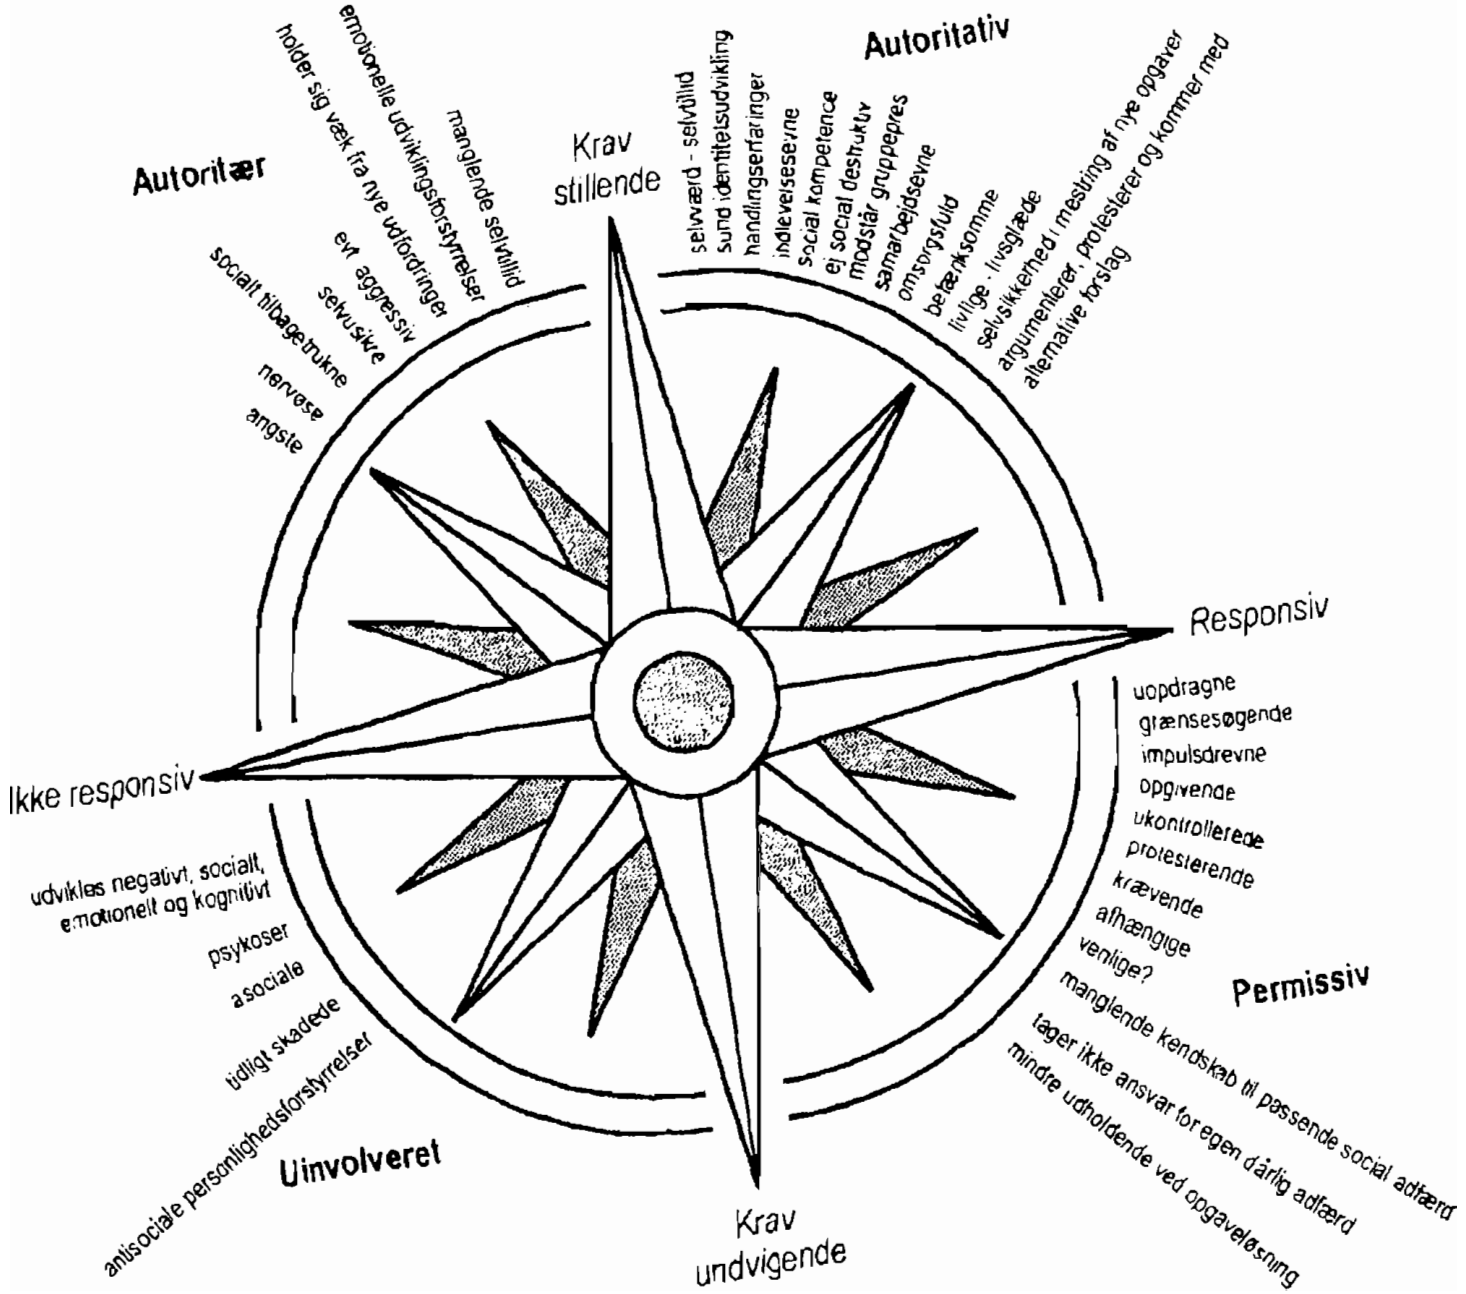 Autoritær
angste
nervøse
socialt tilbagetrukne
selvusikre
evt aggressiv
holder sig væk fra nye udfordringer
emotionelle udviklingsforstyrrelser
manglende selvtillid
Krav
stillende
Autoritativ
selvværd - selvtillid
sund identitetsudvikling
handlingserfaringer
indlevelsesevne
social kompetence
ej social destruktiv
modstår gruppepres
samarbejdsevne
omsorgsfuld
betænksomme
livlige - livsglæde
selvsikkerhed i mestring af nye opgaver
argumenterer, protesterer og kommer med
alternative forslag
Responsiv
uopdragne
grænsesøgende
impulsdrevne
opgivende
ukontrollerede
protesterende
krævende
afhængige
venlige?
manglende kendskab til passende social adfærd
tager ikke ansvar for egen dårlig adfærd
mindre udholdende ved opgaveløsning
Permissiv
Krav
undvigende
Uinvolveret
Ikke responsiv
udvikles negativt, socialt,
emotionelt og kognitivt
psykoser
asociale
tidligt skadede
antisociale personlighedsforstyrrelser